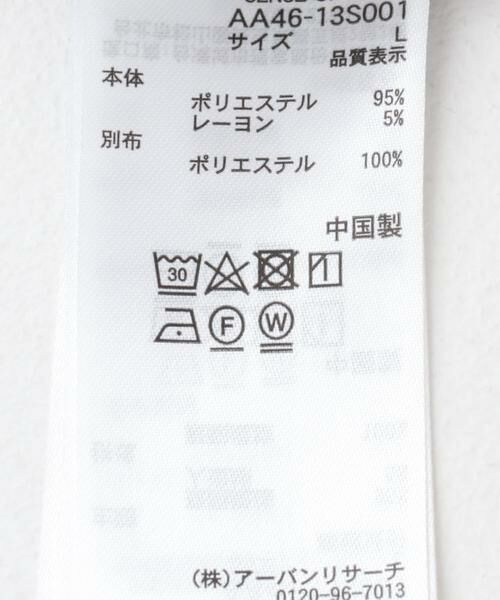 AA46-13S001
サイズ L
品質表示
本体
ポリエステル 95%
レーヨン 5%
別布
ポリエステル 100%
中国製
30
F W
(株)アーバンリサーチ
0120-96-7013